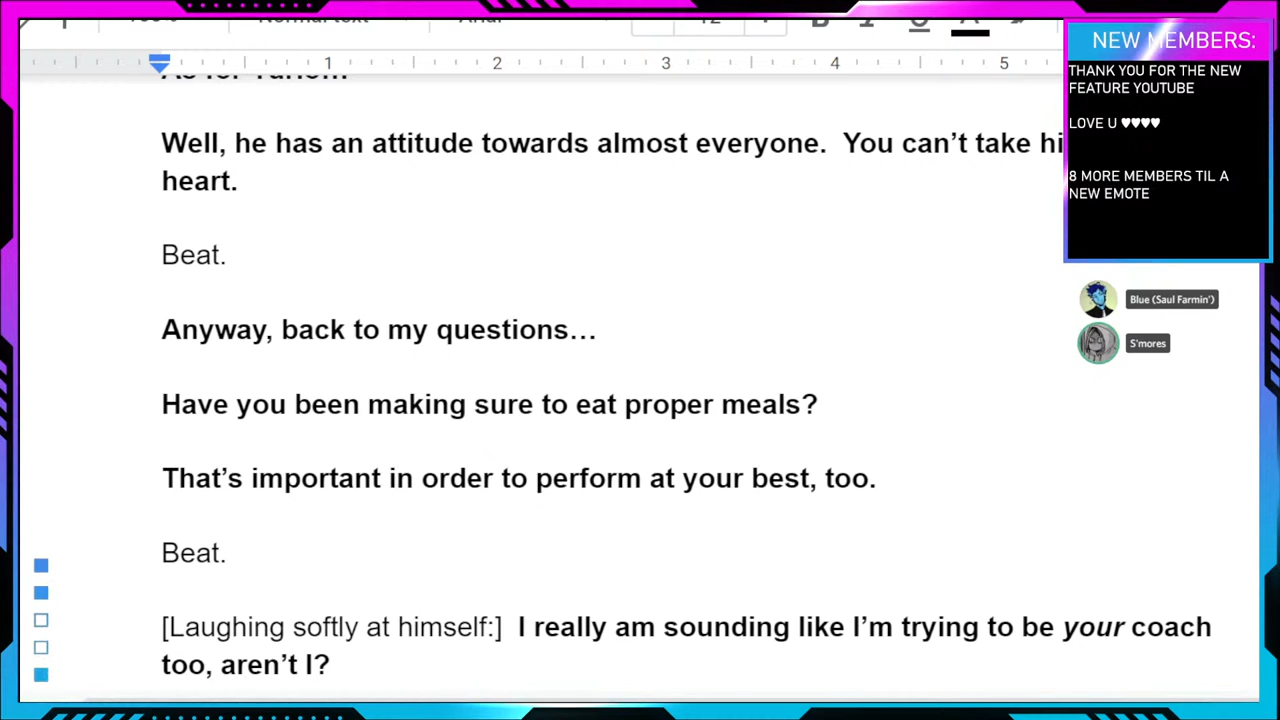 Well, he has an attitude towards almost everyone.  You can't take hi
heart.
Beat.
Anyway, back to my questions…
Have you been making sure to eat proper meals?
That's important in order to perform at your best, too.
Beat.
[Laughing softly at himself:]  I really am sounding like I'm trying to be your coach
too, aren't I?
1 2 3 4 5
NEW MEMBERS:
THANK YOU FOR THE NEW
FEATURE YOUTUBE
LOVE U ♥♥♥♥
8 MORE MEMBERS TIL A
NEW EMOTE
Blue (Saul Farmin')
S'mores